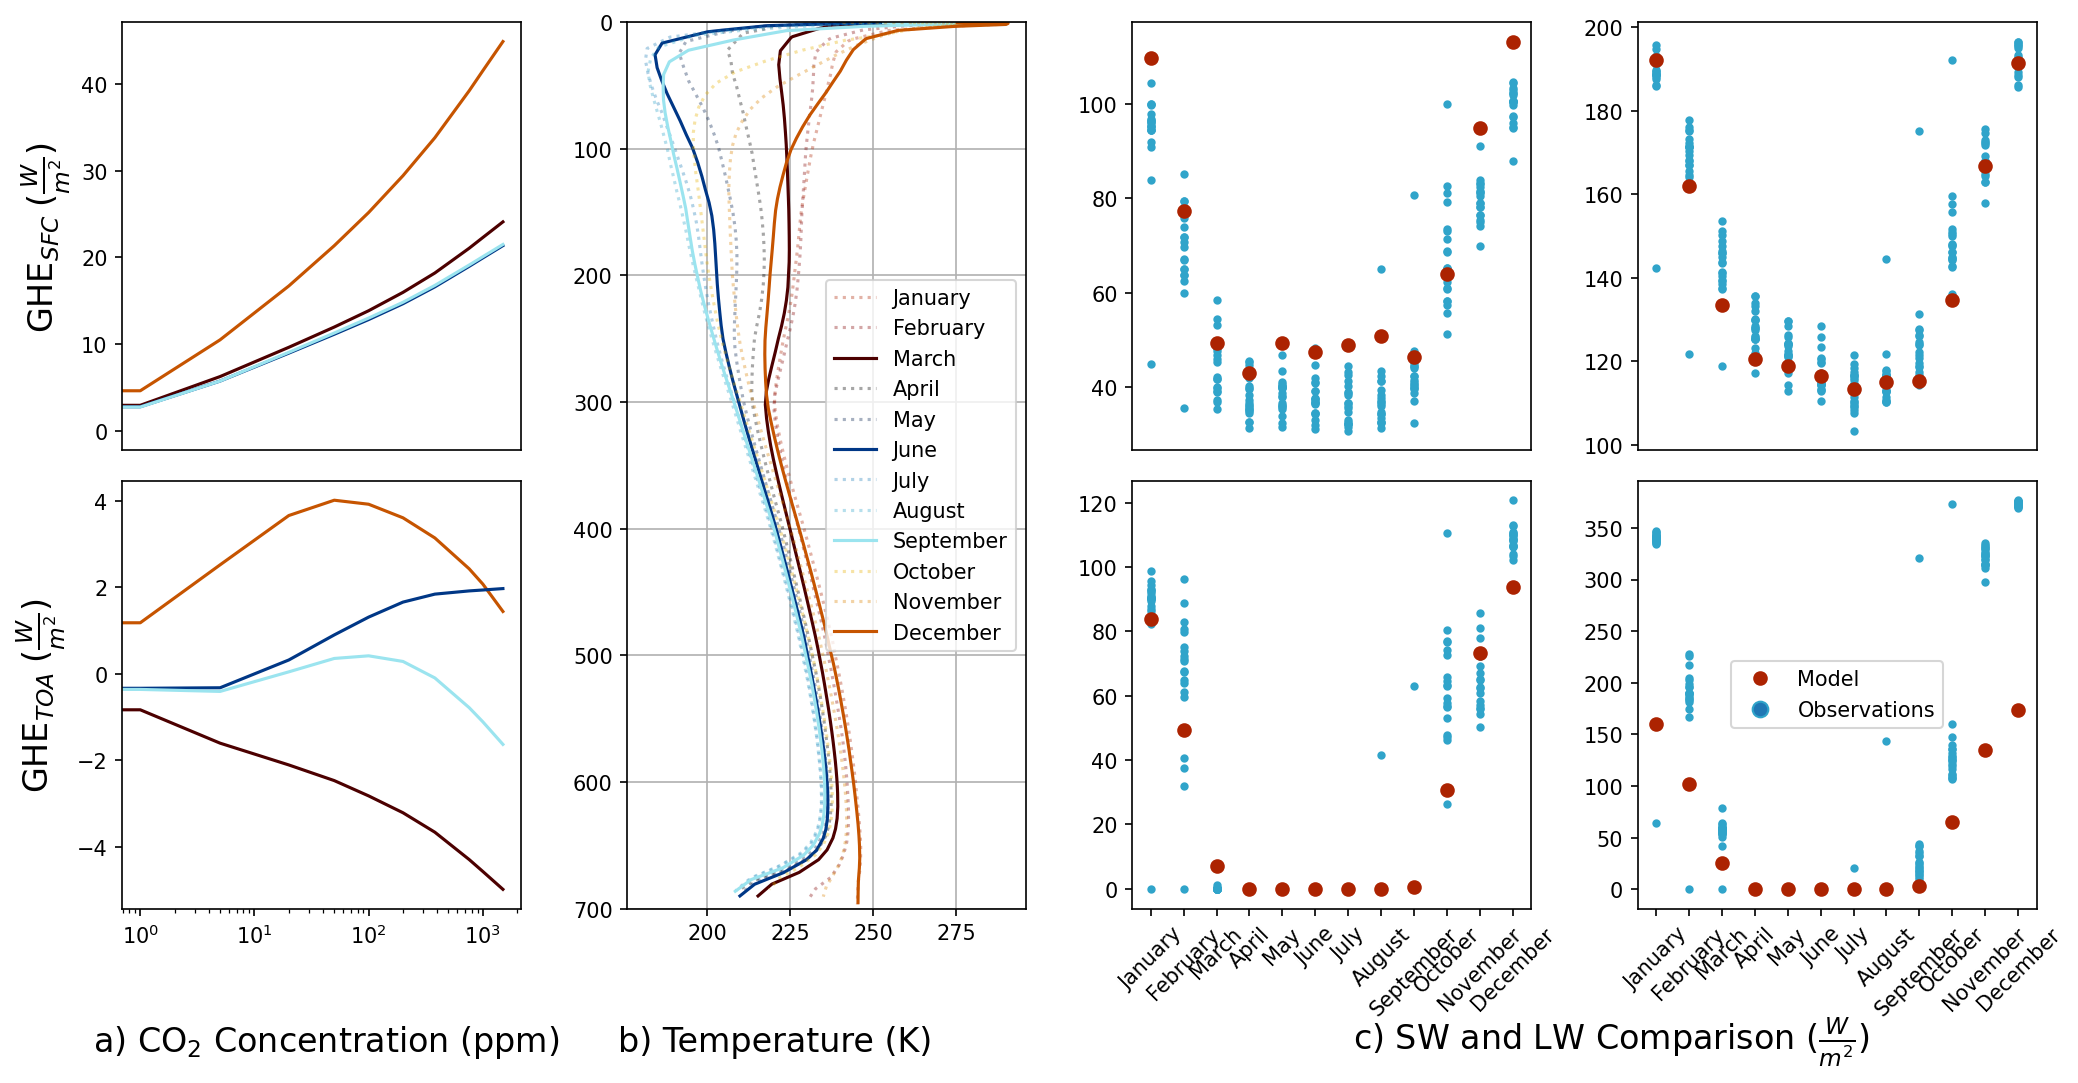 GHE_SFC (W/m²)
40
30
20
10
0
GHE_TOA (W/m²)
4
2
0
−2
−4
10⁰ 10¹ 10² 10³
a) CO₂ Concentration (ppm)
0
100
200
300
400
500
600
700
200 225 250 275
January
February
March
April
May
June
July
August
September
October
November
December
b) Temperature (K)
100
80
60
40
200
180
160
140
120
100
120
100
80
60
40
20
0
350
300
250
200
150
100
50
0
Model
Observations
January February March April May June July August September October November December
January February March April May June July August September October November December
c) SW and LW Comparison (W/m²)